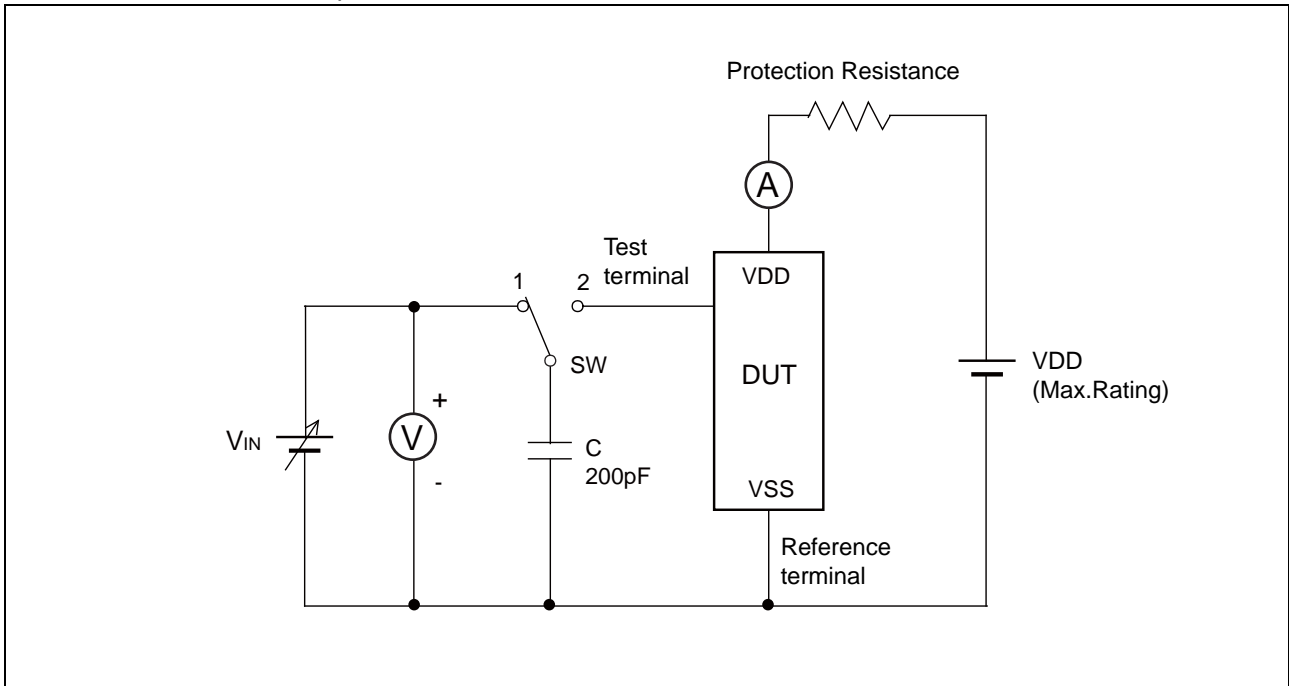 Protection Resistance
A
Test
terminal
1
2
VDD
SW
DUT
VDD
(Max.Rating)
VIN
+
V
-
C
200pF
VSS
Reference
terminal